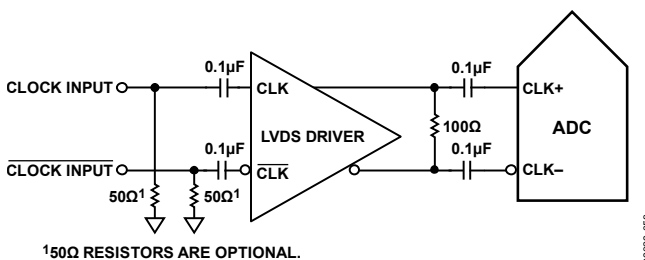 0.1µF
0.1µF
CLOCK INPUT
CLK
CLK+
LVDS DRIVER
100Ω
ADC
0.1µF
0.1µF
CLOCK INPUT
CLK
CLK–
50Ω¹
50Ω¹
¹50Ω RESISTORS ARE OPTIONAL.